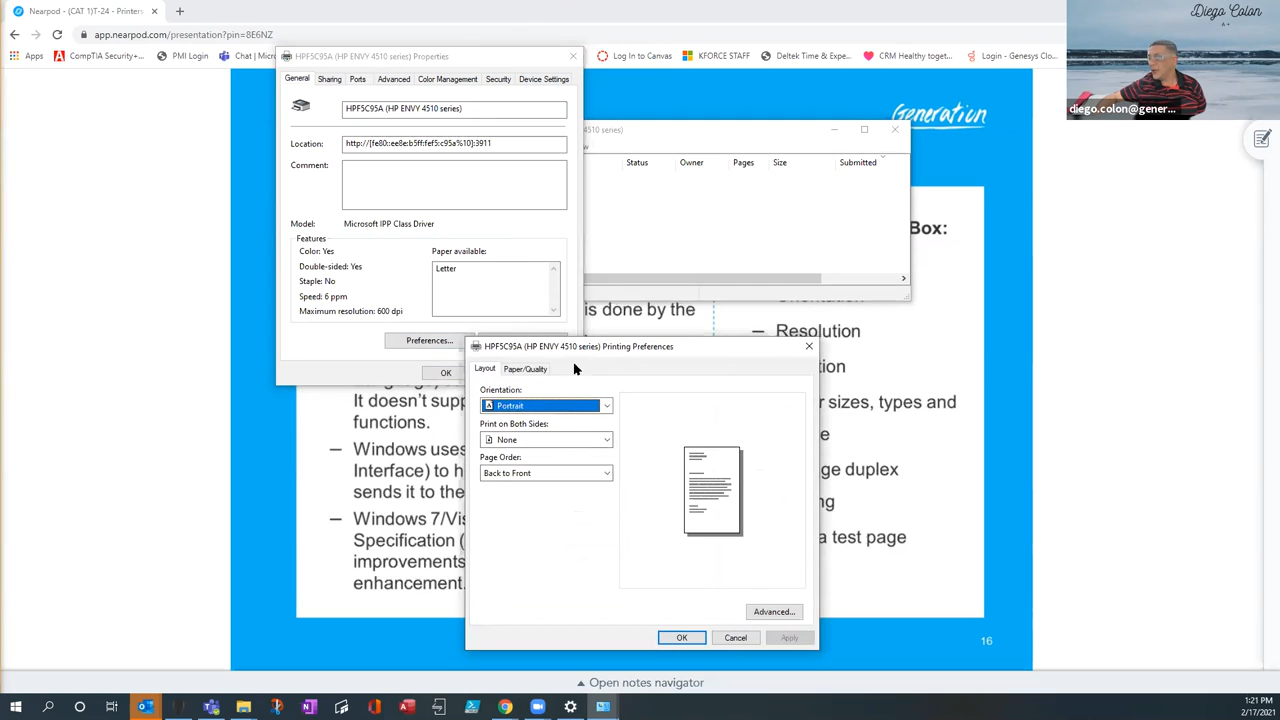 Nearpod - (CAT 1)T-24 - Printers
app.nearpod.com/presentation?pin=8E6NZ
Apps
CompTIA Security+...
PMI Login
Chat | Micro
Log In to Canvas
KFORCE STAFF
Deltek Time & Expe...
CRM Healthy toget...
Login - Genesys Clo...
Diego Colon
diego.colon@gener...
HPF5C95A (HP ENVY 4510 series) Properties
General
Sharing
Ports
Advanced
Color Management
Security
Device Settings
HPF5C95A (HP ENVY 4510 series)
Location:
http://[fe80::ee8e:b5ff:fef5:c95a%10]:3911
Comment:
Model:
Microsoft IPP Class Driver
Features
Color: Yes
Double-sided: Yes
Staple: No
Speed: 6 ppm
Maximum resolution: 600 dpi
Paper available:
Letter
Preferences...
OK
4510 series)
Status
Owner
Pages
Size
Submitted
Generation
Box:
is done by the
Resolution
It doesn't supp
functions.
Windows uses
Interface) to h
sends it to the
Windows 7/Vis
Specification (
improvements
enhancement.
r sizes, types and
ge duplex
a test page
HPF5C95A (HP ENVY 4510 series) Printing Preferences
Layout
Paper/Quality
Orientation:
Portrait
Print on Both Sides:
None
Page Order:
Back to Front
Advanced...
OK
Cancel
Apply
16
Open notes navigator
1:21 PM
2/17/2021